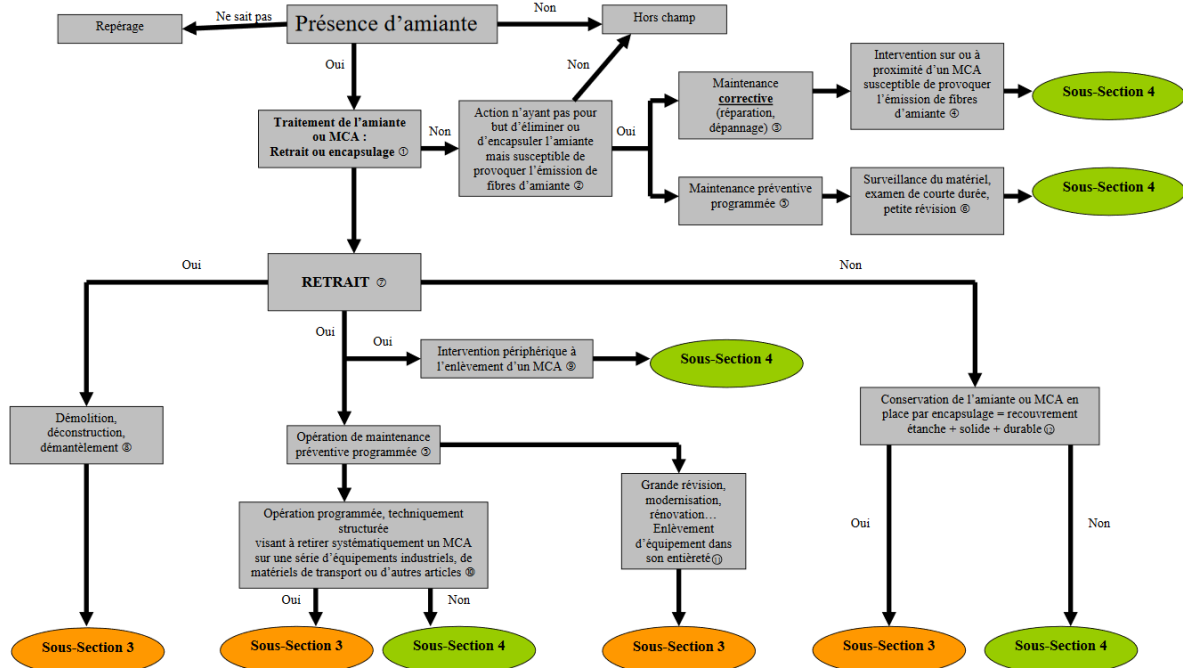 Repérage
Ne sait pas
Présence d'amiante
Non
Hors champ
Oui
Non
Traitement de l'amiante
ou MCA :
Retrait ou encapsulage ①
Non
Action n'ayant pas pour
but d'éliminer ou
d'encapsuler l'amiante
mais susceptible de
provoquer l'émission de
fibres d'amiante ②
Oui
Maintenance
corrective
(réparation,
dépannage) ③
Intervention sur ou à
proximité d'un MCA
susceptible de provoquer
l'émission de fibres
d'amiante ④
Sous-Section 4
Maintenance préventive
programmée ⑤
Surveillance du matériel,
examen de courte durée,
petite révision ⑥
Sous-Section 4
Oui
RETRAIT ⑦
Non
Oui
Oui
Intervention périphérique à
l'enlèvement d'un MCA ⑨
Sous-Section 4
Démolition,
déconstruction,
démantèlement ⑧
Opération de maintenance
préventive programmée ⑤
Conservation de l'amiante ou MCA en
place par encapsulage = recouvrement
étanche + solide + durable ⑫
Opération programmée, techniquement
structurée
visant à retirer systématiquement un MCA
sur une série d'équipements industriels, de
matériels de transport ou d'autres articles ⑩
Grande révision,
modernisation,
rénovation…
Enlèvement
d'équipement dans
son entièreté ⑪
Oui
Non
Oui
Non
Sous-Section 3
Sous-Section 3
Sous-Section 4
Sous-Section 3
Sous-Section 3
Sous-Section 4